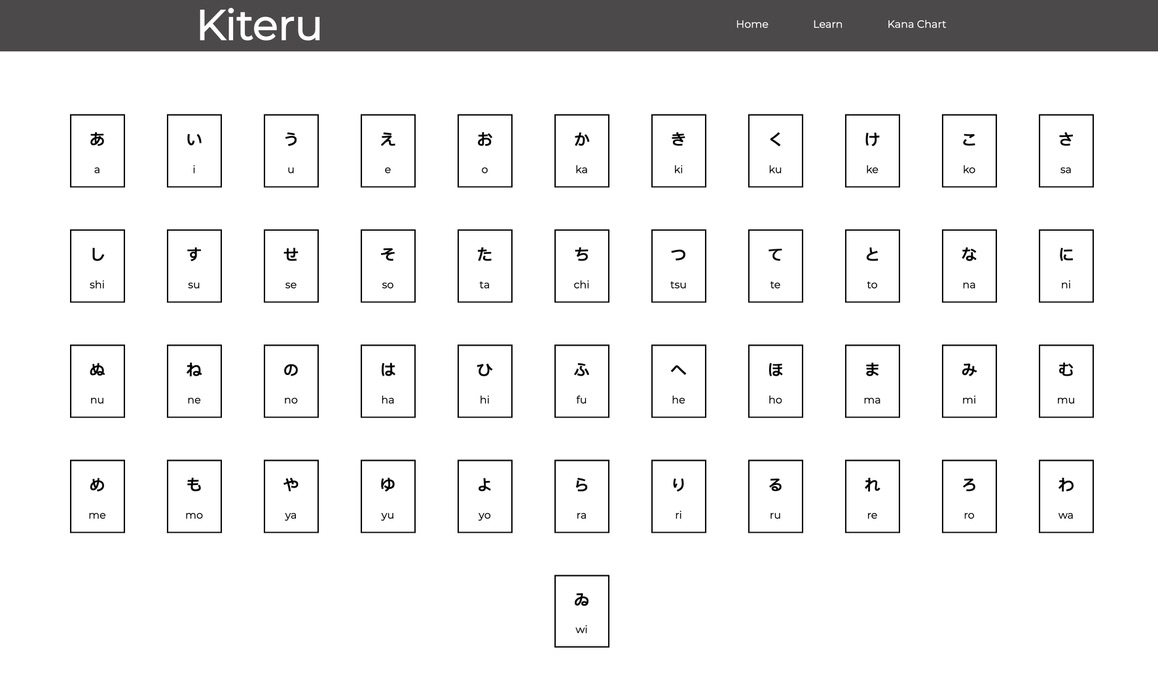 Kiteru
Home Learn Kana Chart
あ い う え お か き く け こ さ
a i u e o ka ki ku ke ko sa
し す せ そ た ち つ て と な に
shi su se so ta chi tsu te to na ni
ぬ ね の は ひ ふ へ ほ ま み む
nu ne no ha hi fu he ho ma mi mu
め も や ゆ よ ら り る れ ろ わ
me mo ya yu yo ra ri ru re ro wa
ゐ
wi